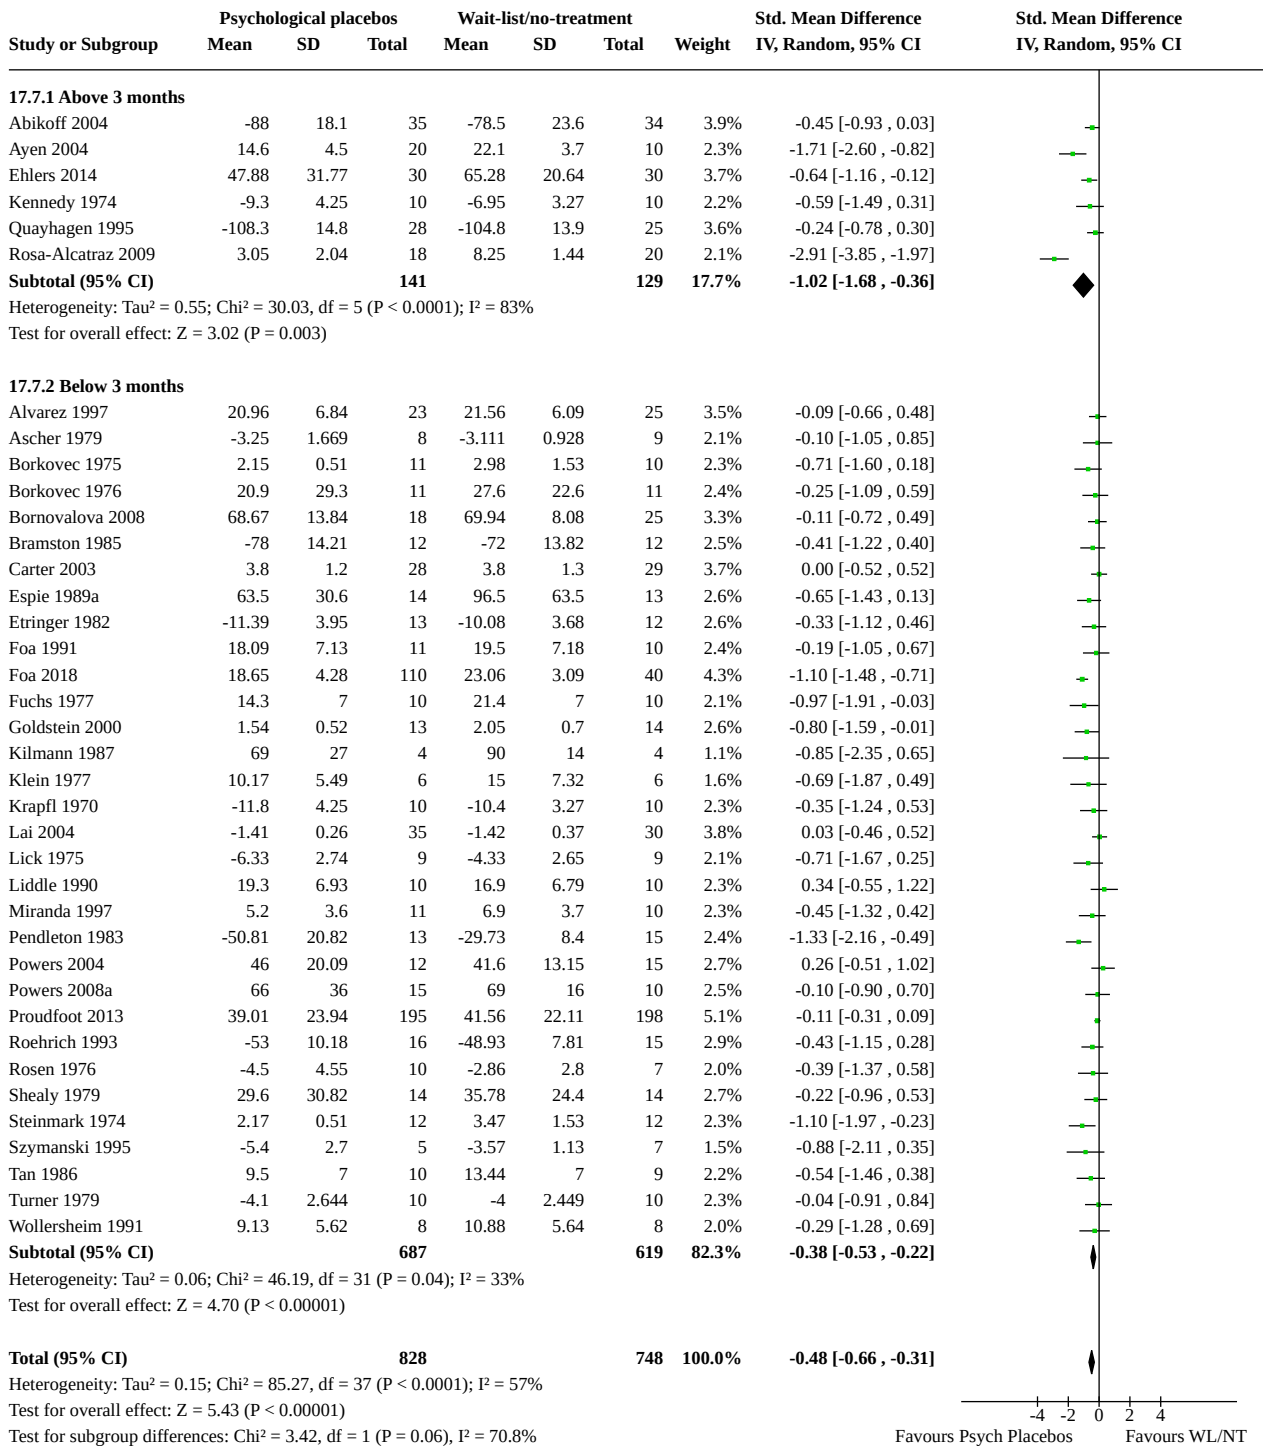 Psychological placebos Wait-list/no-treatment Std. Mean Difference Std. Mean Difference
Study or Subgroup Mean SD Total Mean SD Total Weight IV, Random, 95% CI IV, Random, 95% CI
17.7.1 Above 3 months
Abikoff 2004 -88 18.1 35 -78.5 23.6 34 3.9% -0.45 [-0.93 , 0.03]
Ayen 2004 14.6 4.5 20 22.1 3.7 10 2.3% -1.71 [-2.60 , -0.82]
Ehlers 2014 47.88 31.77 30 65.28 20.64 30 3.7% -0.64 [-1.16 , -0.12]
Kennedy 1974 -9.3 4.25 10 -6.95 3.27 10 2.2% -0.59 [-1.49 , 0.31]
Quayhagen 1995 -108.3 14.8 28 -104.8 13.9 25 3.6% -0.24 [-0.78 , 0.30]
Rosa-Alcatraz 2009 3.05 2.04 18 8.25 1.44 20 2.1% -2.91 [-3.85 , -1.97]
Subtotal (95% CI) 141 129 17.7% -1.02 [-1.68 , -0.36]
Heterogeneity: Tau² = 0.55; Chi² = 30.03, df = 5 (P < 0.0001); I² = 83%
Test for overall effect: Z = 3.02 (P = 0.003)
17.7.2 Below 3 months
Alvarez 1997 20.96 6.84 23 21.56 6.09 25 3.5% -0.09 [-0.66 , 0.48]
Ascher 1979 -3.25 1.669 8 -3.111 0.928 9 2.1% -0.10 [-1.05 , 0.85]
Borkovec 1975 2.15 0.51 11 2.98 1.53 10 2.3% -0.71 [-1.60 , 0.18]
Borkovec 1976 20.9 29.3 11 27.6 22.6 11 2.4% -0.25 [-1.09 , 0.59]
Bornovalova 2008 68.67 13.84 18 69.94 8.08 25 3.3% -0.11 [-0.72 , 0.49]
Bramston 1985 -78 14.21 12 -72 13.82 12 2.5% -0.41 [-1.22 , 0.40]
Carter 2003 3.8 1.2 28 3.8 1.3 29 3.7% 0.00 [-0.52 , 0.52]
Espie 1989a 63.5 30.6 14 96.5 63.5 13 2.6% -0.65 [-1.43 , 0.13]
Etringer 1982 -11.39 3.95 13 -10.08 3.68 12 2.6% -0.33 [-1.12 , 0.46]
Foa 1991 18.09 7.13 11 19.5 7.18 10 2.4% -0.19 [-1.05 , 0.67]
Foa 2018 18.65 4.28 110 23.06 3.09 40 4.3% -1.10 [-1.48 , -0.71]
Fuchs 1977 14.3 7 10 21.4 7 10 2.1% -0.97 [-1.91 , -0.03]
Goldstein 2000 1.54 0.52 13 2.05 0.7 14 2.6% -0.80 [-1.59 , -0.01]
Kilmann 1987 69 27 4 90 14 4 1.1% -0.85 [-2.35 , 0.65]
Klein 1977 10.17 5.49 6 15 7.32 6 1.6% -0.69 [-1.87 , 0.49]
Krapfl 1970 -11.8 4.25 10 -10.4 3.27 10 2.3% -0.35 [-1.24 , 0.53]
Lai 2004 -1.41 0.26 35 -1.42 0.37 30 3.8% 0.03 [-0.46 , 0.52]
Lick 1975 -6.33 2.74 9 -4.33 2.65 9 2.1% -0.71 [-1.67 , 0.25]
Liddle 1990 19.3 6.93 10 16.9 6.79 10 2.3% 0.34 [-0.55 , 1.22]
Miranda 1997 5.2 3.6 11 6.9 3.7 10 2.3% -0.45 [-1.32 , 0.42]
Pendleton 1983 -50.81 20.82 13 -29.73 8.4 15 2.4% -1.33 [-2.16 , -0.49]
Powers 2004 46 20.09 12 41.6 13.15 15 2.7% 0.26 [-0.51 , 1.02]
Powers 2008a 66 36 15 69 16 10 2.5% -0.10 [-0.90 , 0.70]
Proudfoot 2013 39.01 23.94 195 41.56 22.11 198 5.1% -0.11 [-0.31 , 0.09]
Roehrich 1993 -53 10.18 16 -48.93 7.81 15 2.9% -0.43 [-1.15 , 0.28]
Rosen 1976 -4.5 4.55 10 -2.86 2.8 7 2.0% -0.39 [-1.37 , 0.58]
Shealy 1979 29.6 30.82 14 35.78 24.4 14 2.7% -0.22 [-0.96 , 0.53]
Steinmark 1974 2.17 0.51 12 3.47 1.53 12 2.3% -1.10 [-1.97 , -0.23]
Szymanski 1995 -5.4 2.7 5 -3.57 1.13 7 1.5% -0.88 [-2.11 , 0.35]
Tan 1986 9.5 7 10 13.44 7 9 2.2% -0.54 [-1.46 , 0.38]
Turner 1979 -4.1 2.644 10 -4 2.449 10 2.3% -0.04 [-0.91 , 0.84]
Wollersheim 1991 9.13 5.62 8 10.88 5.64 8 2.0% -0.29 [-1.28 , 0.69]
Subtotal (95% CI) 687 619 82.3% -0.38 [-0.53 , -0.22]
Heterogeneity: Tau² = 0.06; Chi² = 46.19, df = 31 (P = 0.04); I² = 33%
Test for overall effect: Z = 4.70 (P < 0.00001)
Total (95% CI) 828 748 100.0% -0.48 [-0.66 , -0.31]
Heterogeneity: Tau² = 0.15; Chi² = 85.27, df = 37 (P < 0.0001); I² = 57%
Test for overall effect: Z = 5.43 (P < 0.00001)
-4 -2 0 2 4
Test for subgroup differences: Chi² = 3.42, df = 1 (P = 0.06), I² = 70.8% Favours Psych Placebos Favours WL/NT